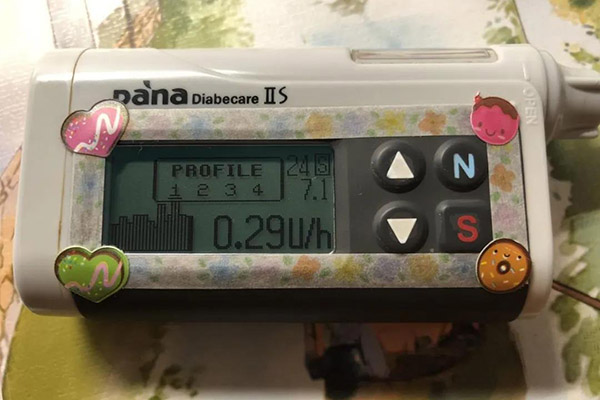 Dana Diabecare IIS
OPEN
PROFILE 24 S
1 2 3 4 7.1
0.29u/h
N
S